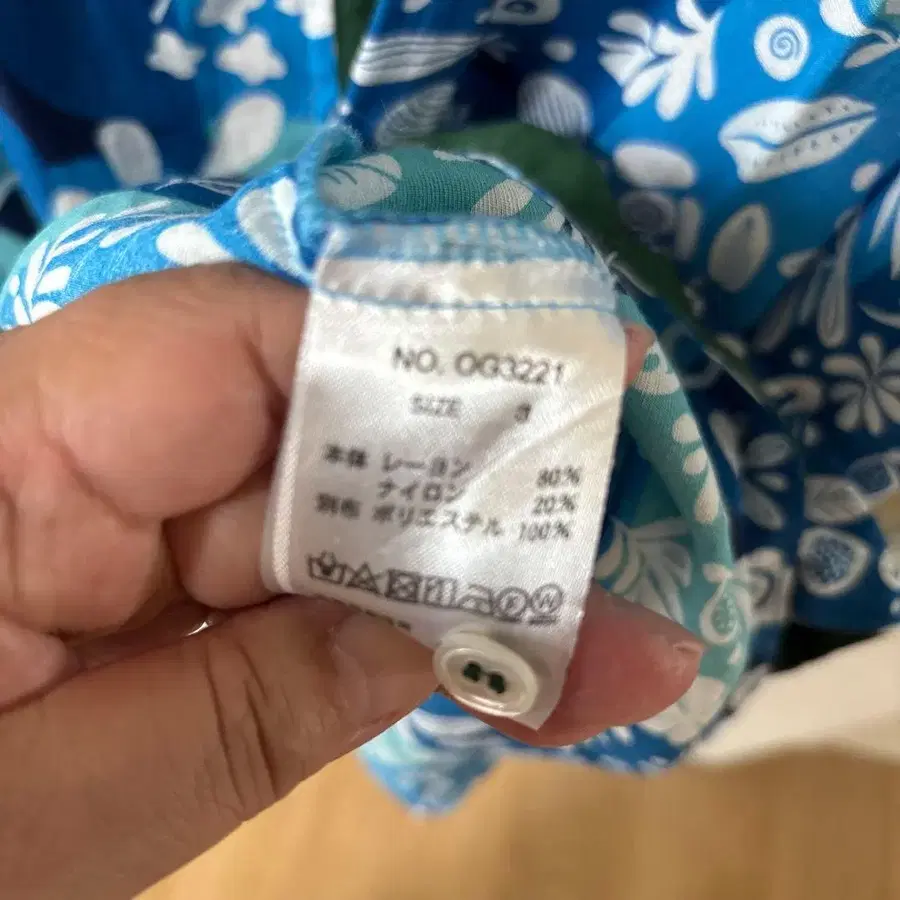 NO. OG3221
SIZE 3
本体 レーヨン 80%
ナイロン 20%
別布 ポリエステル 100%